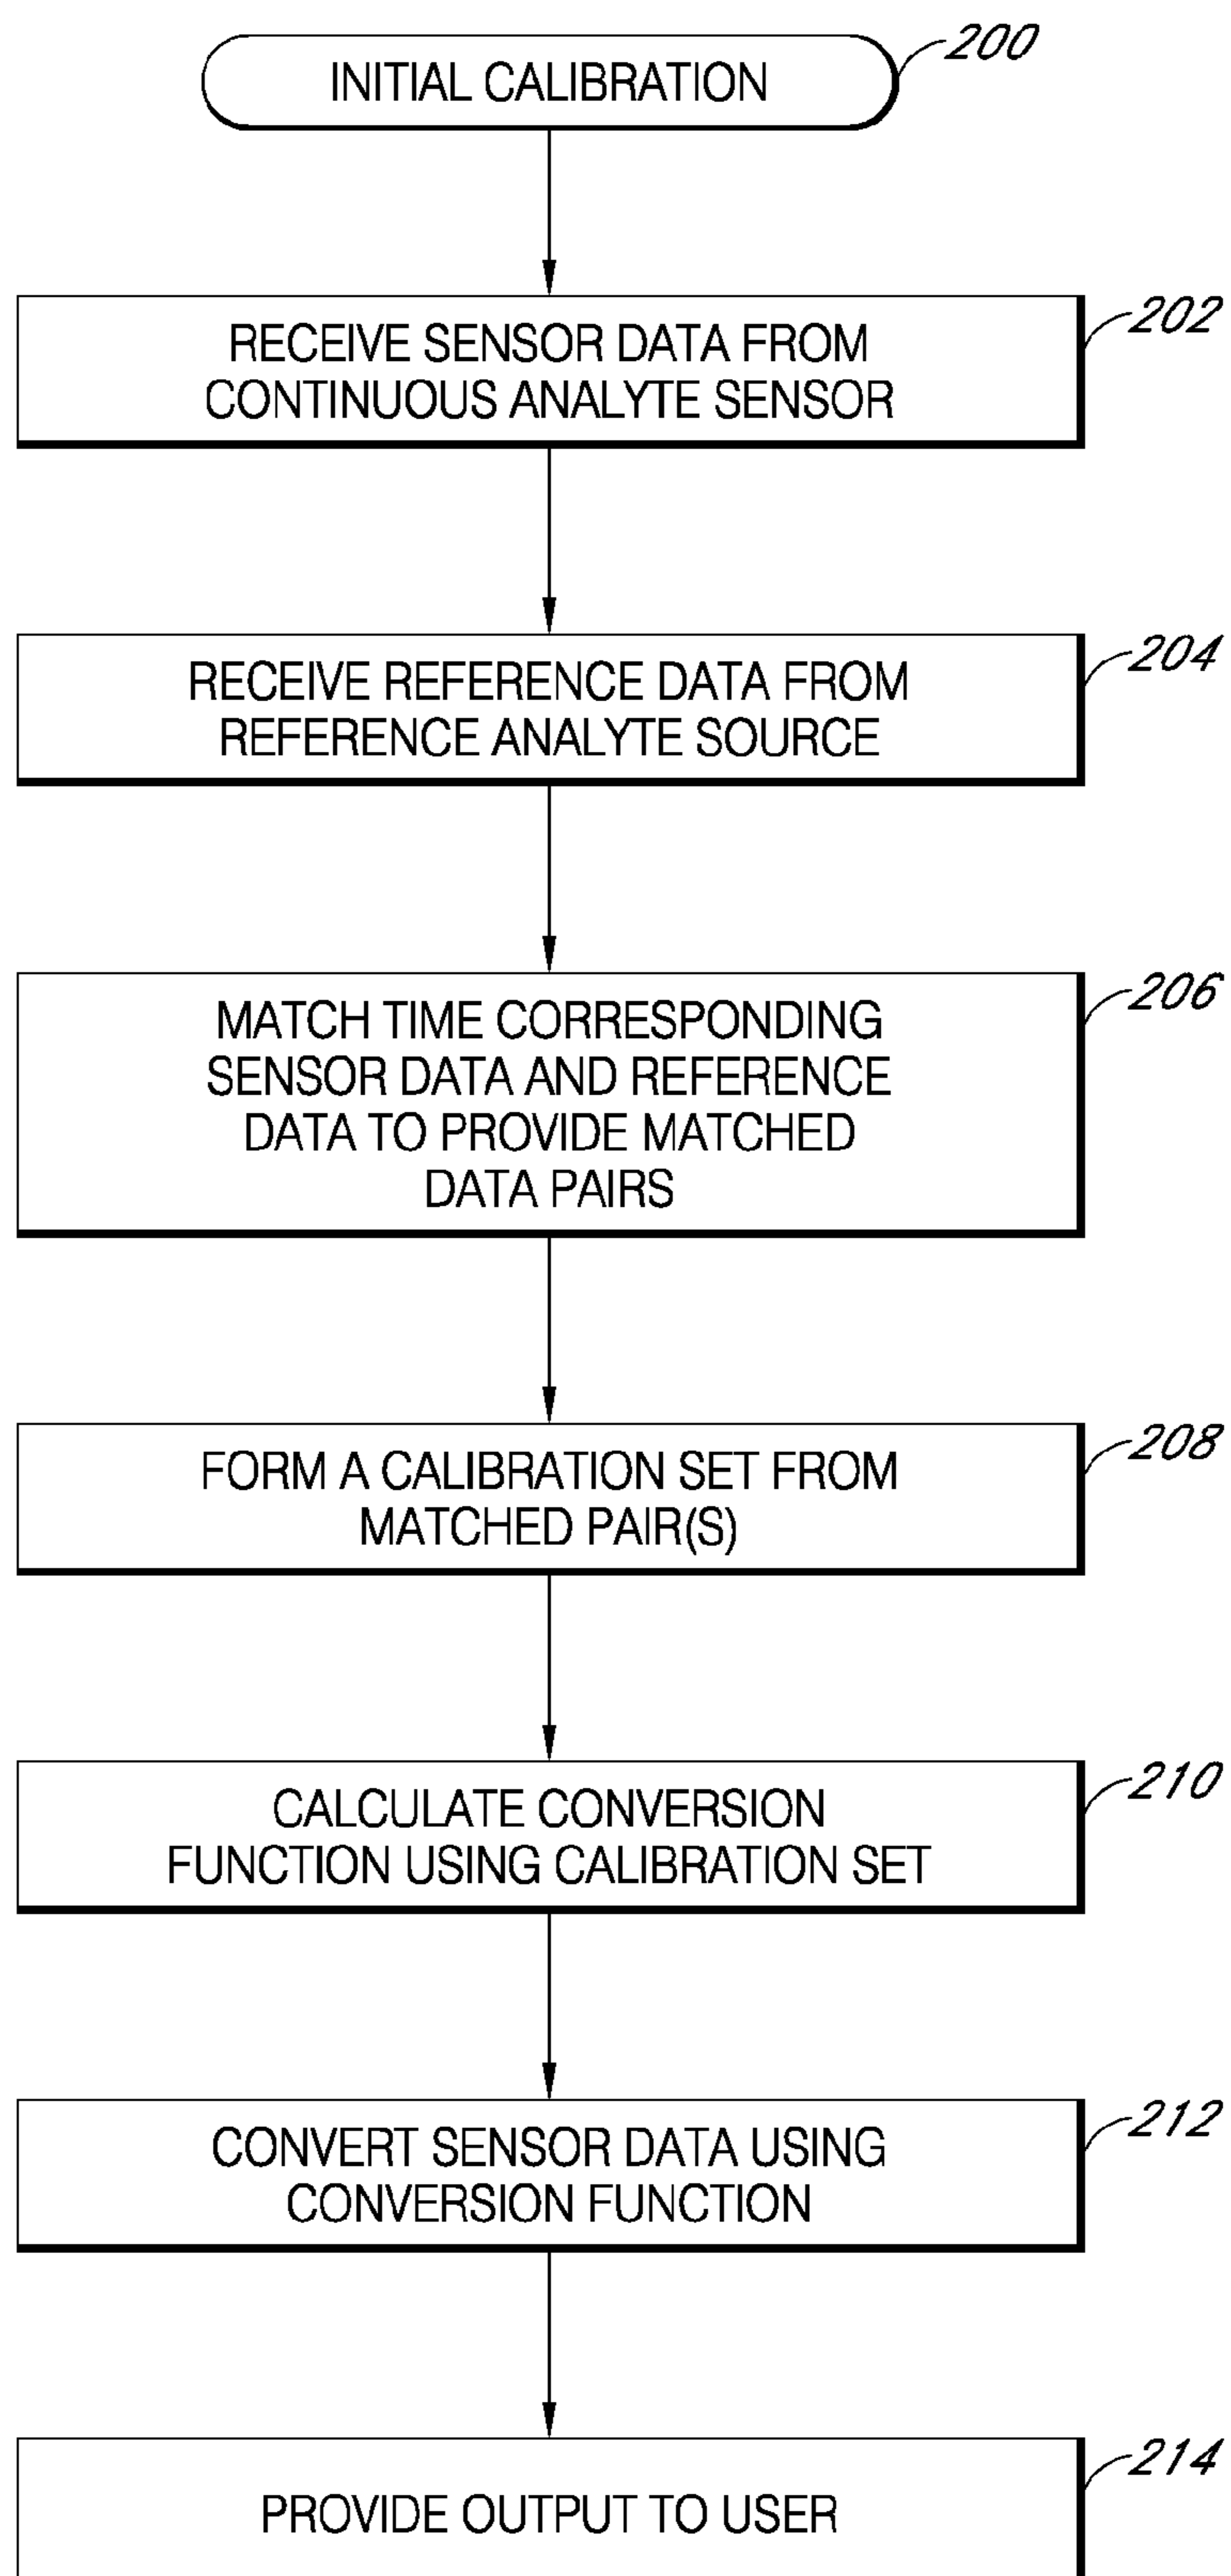 INITIAL CALIBRATION
200
RECEIVE SENSOR DATA FROM
CONTINUOUS ANALYTE SENSOR
202
RECEIVE REFERENCE DATA FROM
REFERENCE ANALYTE SOURCE
204
MATCH TIME CORRESPONDING
SENSOR DATA AND REFERENCE
DATA TO PROVIDE MATCHED
DATA PAIRS
206
FORM A CALIBRATION SET FROM
MATCHED PAIR(S)
208
CALCULATE CONVERSION
FUNCTION USING CALIBRATION SET
210
CONVERT SENSOR DATA USING
CONVERSION FUNCTION
212
PROVIDE OUTPUT TO USER
214